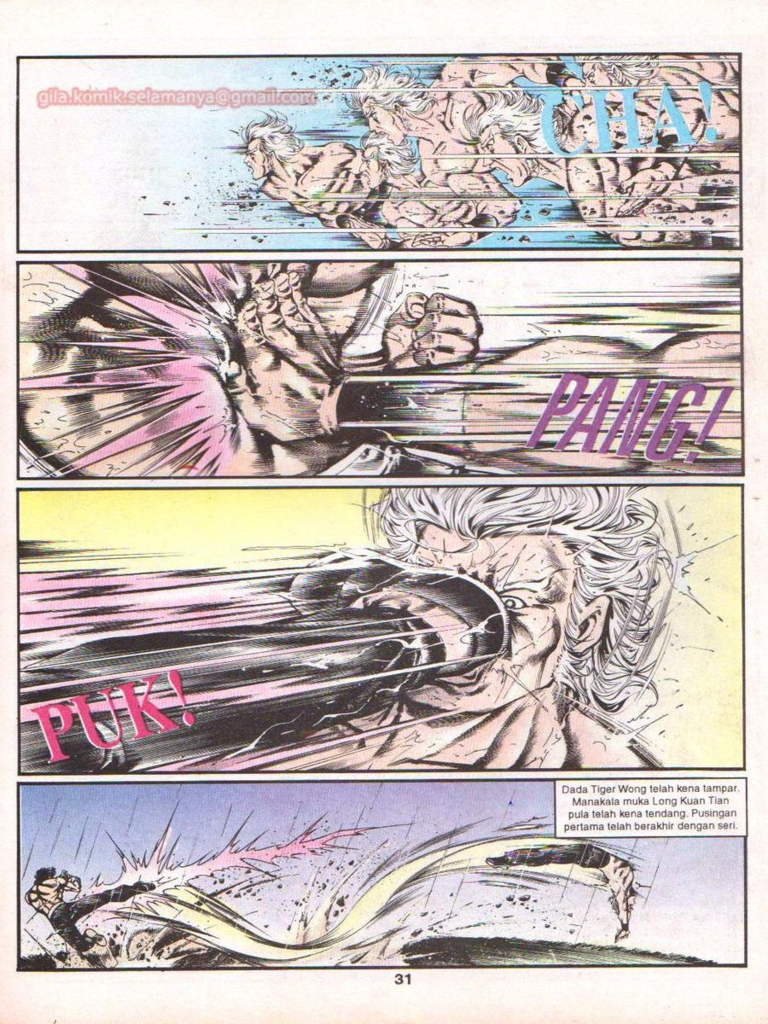 gila.komik.selamanya@gmail.com
CHA!
PANG!
PUK!
Dada Tiger Wong telah kena tampar.
Manakala muka Long Kuan Tian
pula telah kena tendang. Pusingan
pertama telah berakhir dengan seri.
31